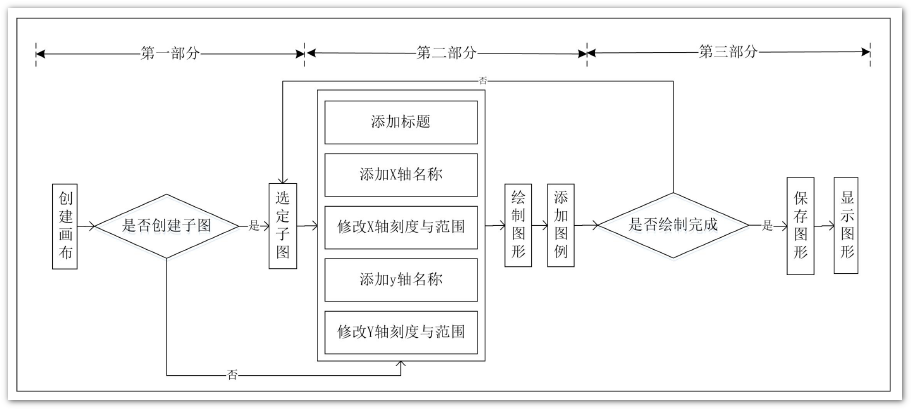 第一部分
第二部分
第三部分
否
创建画布
是否创建子图
是
选定子图
添加标题
添加X轴名称
修改X轴刻度与范围
添加y轴名称
修改Y轴刻度与范围
绘制图形
添加图例
是否绘制完成
是
保存图形
显示图形
否